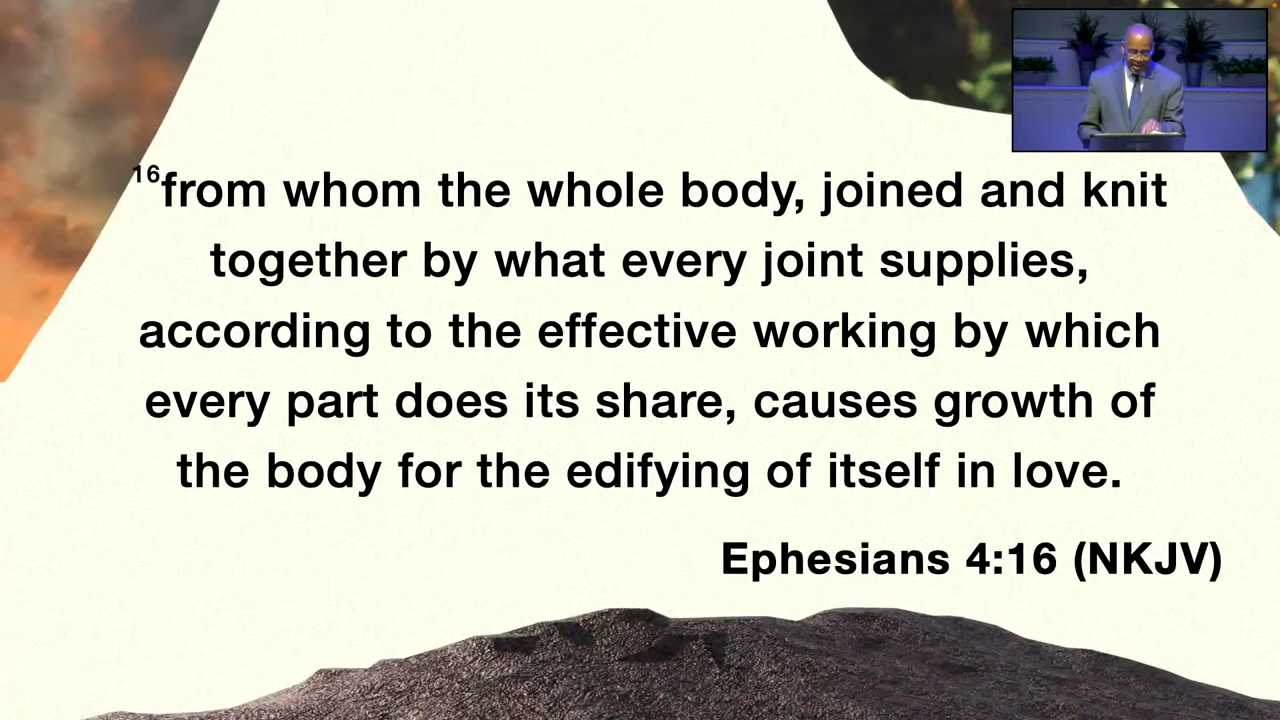 16from whom the whole body, joined and knit
together by what every joint supplies,
according to the effective working by which
every part does its share, causes growth of
the body for the edifying of itself in love.
Ephesians 4:16 (NKJV)